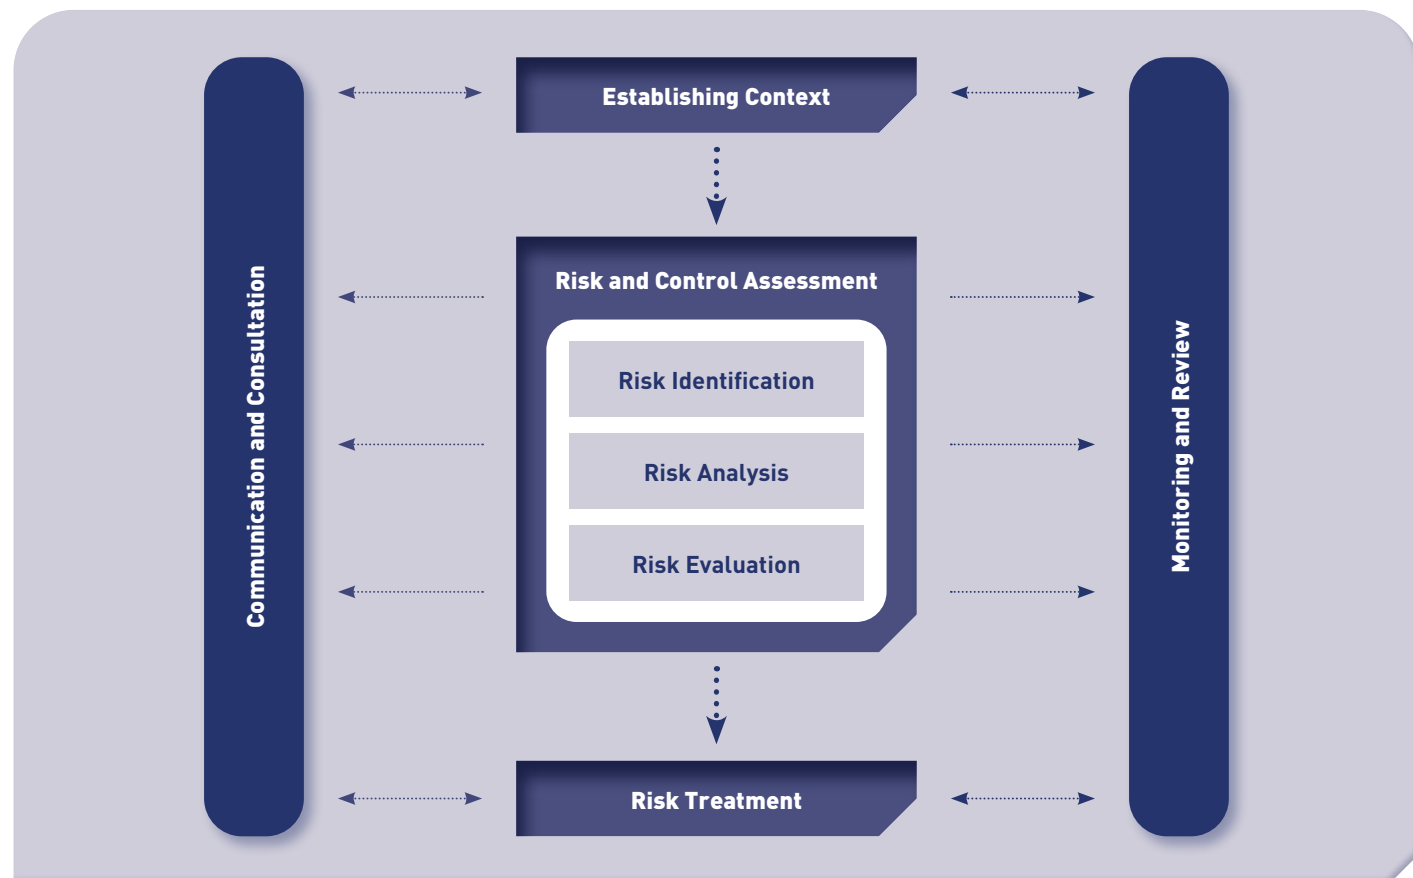 Establishing Context
Communication and Consultation
Risk and Control Assessment
Risk Identification
Risk Analysis
Risk Evaluation
Monitoring and Review
Risk Treatment